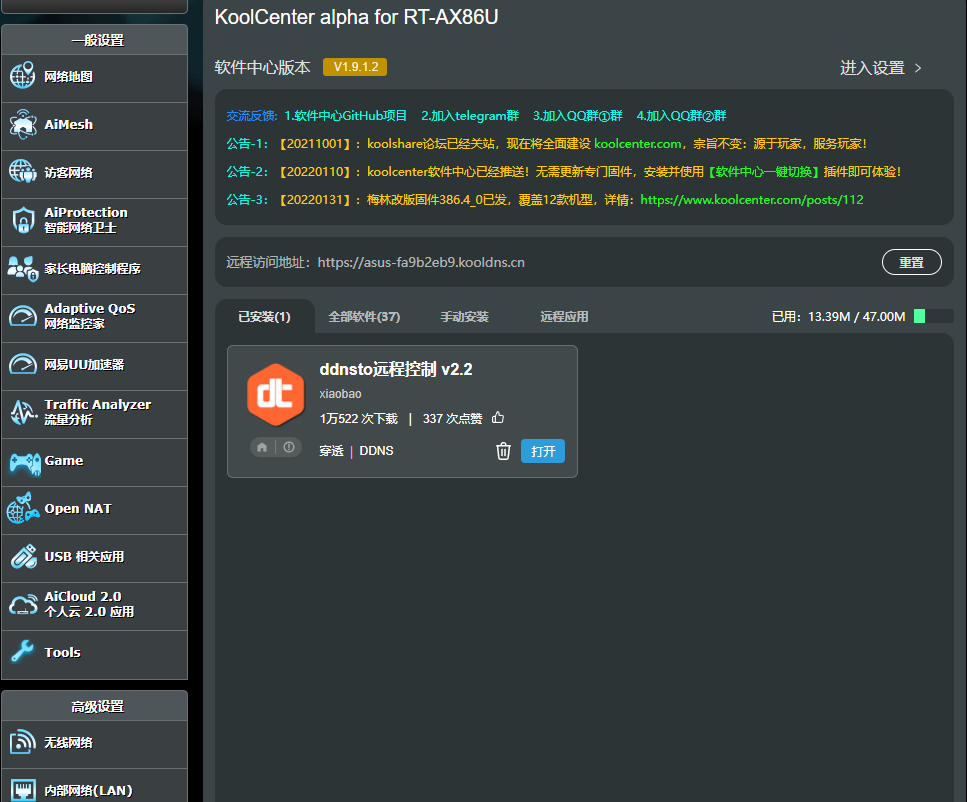 一般设置
网络地图
AiMesh
访客网络
AiProtection
智能网络卫士
家长电脑控制程序
Adaptive QoS
网络监控家
网易UU加速器
Traffic Analyzer
流量分析
Game
Open NAT
USB 相关应用
AiCloud 2.0
个人云 2.0 应用
Tools
高级设置
无线网络
内部网络(LAN)
KoolCenter alpha for RT-AX86U
软件中心版本 V1.9.1.2 进入设置 >
交流反馈: 1.软件中心GitHub项目 2.加入telegram群 3.加入QQ群①群 4.加入QQ群②群
公告-1: 【20211001】: koolshare论坛已经关站，现在将全面建设 koolcenter.com，宗旨不变：源于玩家，服务玩家！
公告-2: 【20220110】: koolcenter软件中心已经推送！无需更新专门固件，安装并使用【软件中心一键切换】插件即可体验！
公告-3: 【20220131】: 梅林改版固件386.4_0已发，覆盖12款机型，详情：https://www.koolcenter.com/posts/112
远程访问地址：https://asus-fa9b2eb9.kooldns.cn 重置
已安装(1) 全部软件(37) 手动安装 远程应用 已用：13.39M / 47.00M
dt
ddnsto远程控制 v2.2
xiaobao
1万522 次下载 | 337 次点赞
穿透 | DDNS 打开